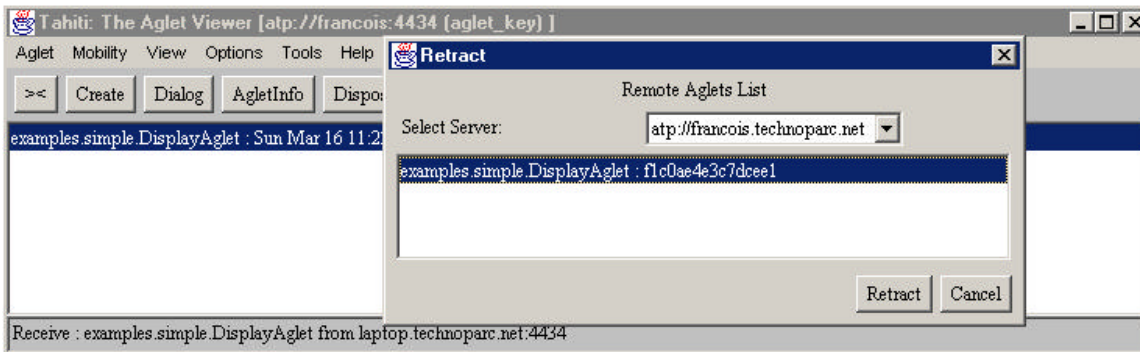 Tahiti: The Aglet Viewer [atp://francois:4434 (aglet_key) ]
Aglet Mobility View Options Tools Help
>< Create Dialog AgletInfo
examples.simple.DisplayAglet : Sun Mar 16
Retract
Remote Aglets List
Select Server: atp://francois.technoparc.net
examples.simple.DisplayAglet : f1c0ae4e3c7dcee1
Retract Cancel
Receive : examples.simple.DisplayAglet from laptop.technoparc.net:4434